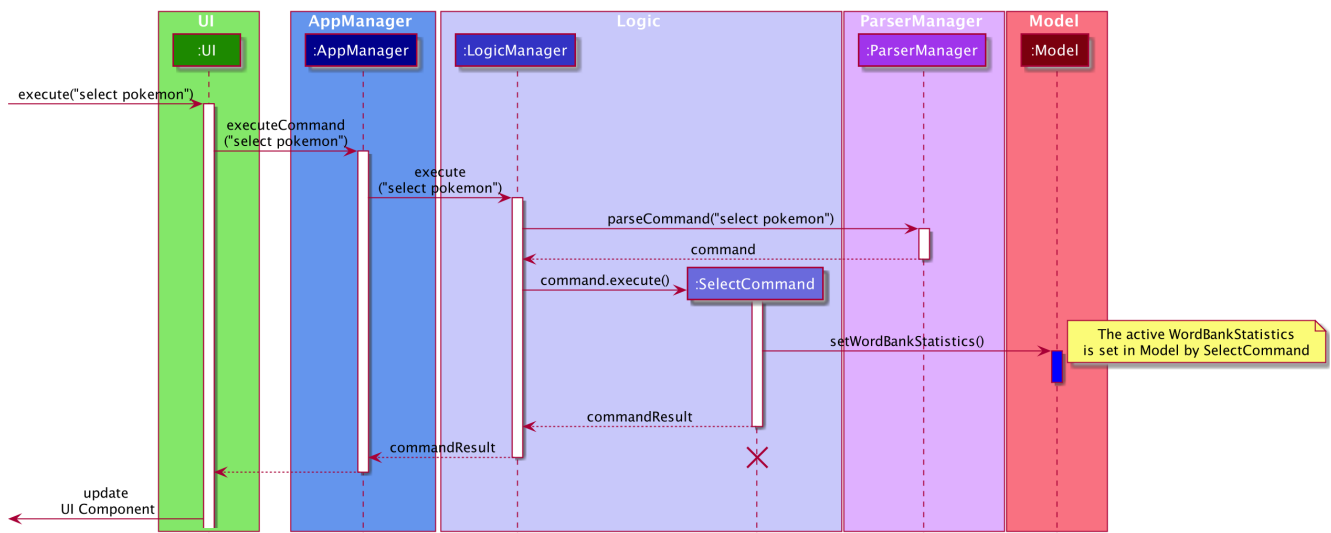 UI
AppManager
Logic
ParserManager
Model
:UI
:AppManager
:LogicManager
:ParserManager
:Model
execute("select pokemon")
executeCommand
("select pokemon")
execute
("select pokemon")
parseCommand("select pokemon")
command
command.execute()
:SelectCommand
The active WordBankStatistics
is set in Model by SelectCommand
setWordBankStatistics()
commandResult
commandResult
update
UI Component